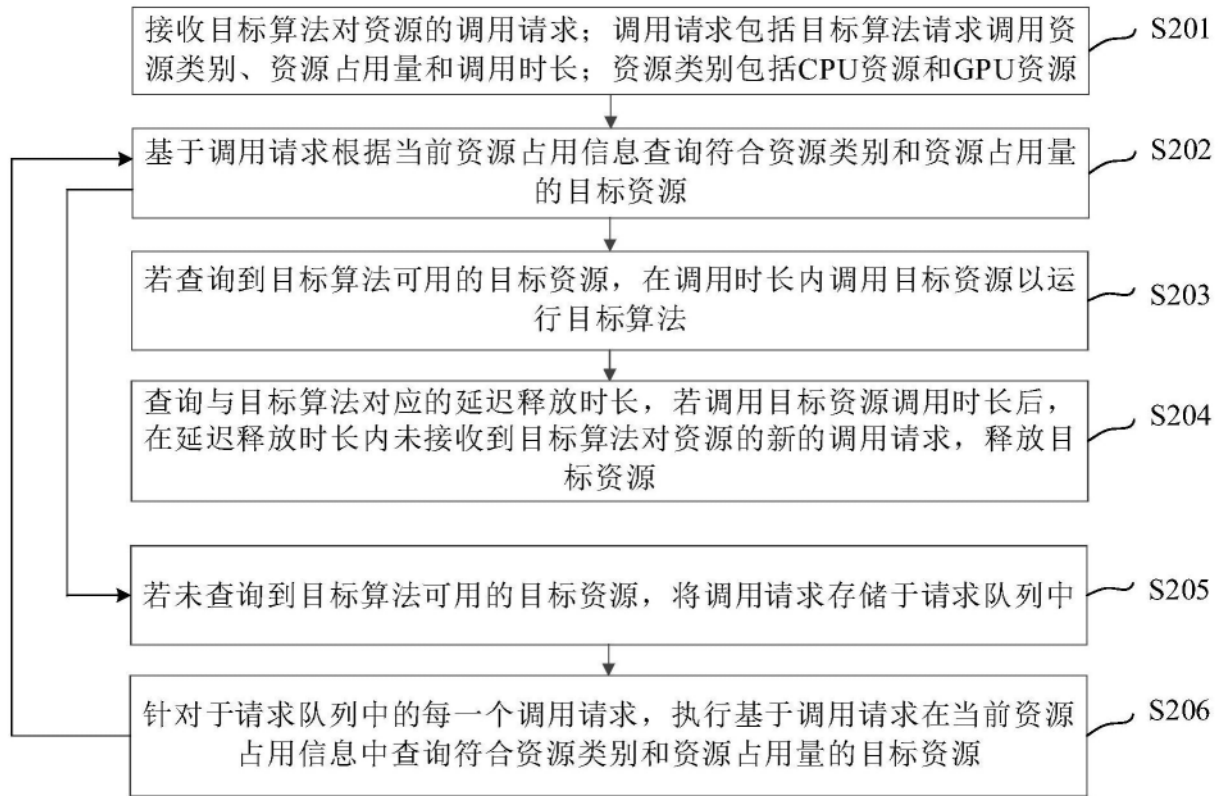 接收目标算法对资源的调用请求；调用请求包括目标算法请求调用资
源类别、资源占用量和调用时长；资源类别包括CPU资源和GPU资源
S201
基于调用请求根据当前资源占用信息查询符合资源类别和资源占用量
的目标资源
S202
若查询到目标算法可用的目标资源，在调用时长内调用目标资源以运
行目标算法
S203
查询与目标算法对应的延迟释放时长，若调用目标资源调用时长后，
在延迟释放时长内未接收到目标算法对资源的新的调用请求，释放目
标资源
S204
若未查询到目标算法可用的目标资源，将调用请求存储于请求队列中
S205
针对于请求队列中的每一个调用请求，执行基于调用请求在当前资源
占用信息中查询符合资源类别和资源占用量的目标资源
S206